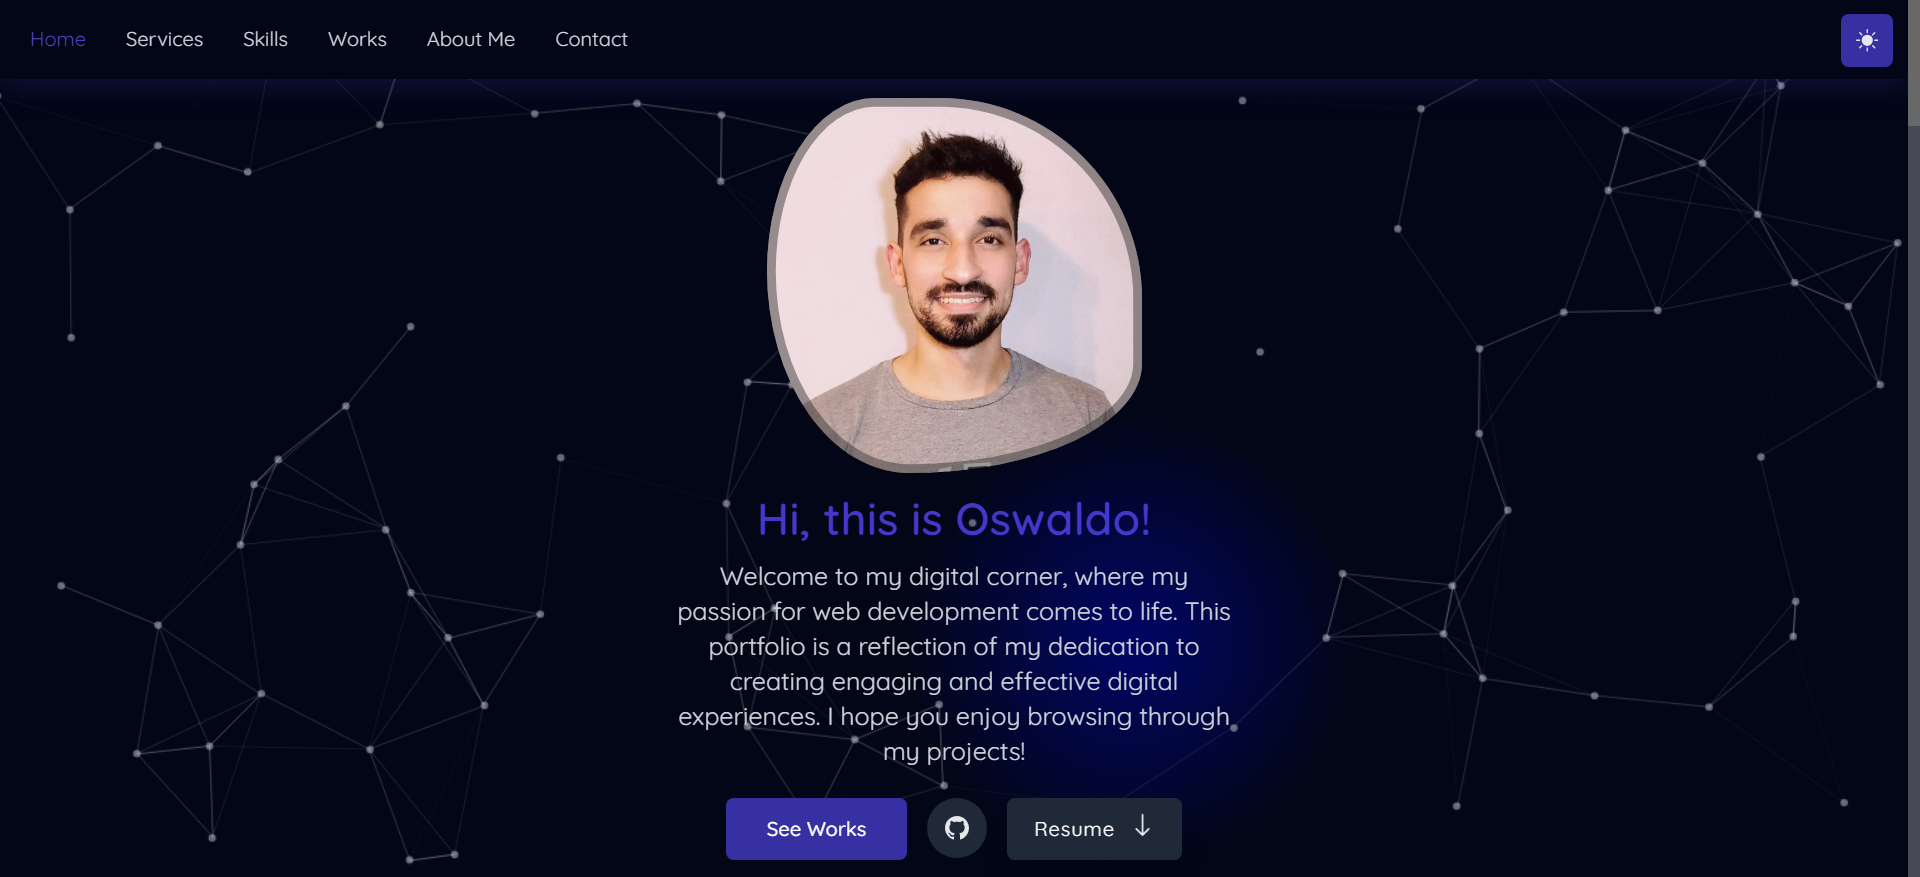 Home Services Skills Works About Me Contact
Hi, this is Oswaldo!
Welcome to my digital corner, where my
passion for web development comes to life. This
portfolio is a reflection of my dedication to
creating engaging and effective digital
experiences. I hope you enjoy browsing through
my projects!
See Works Resume